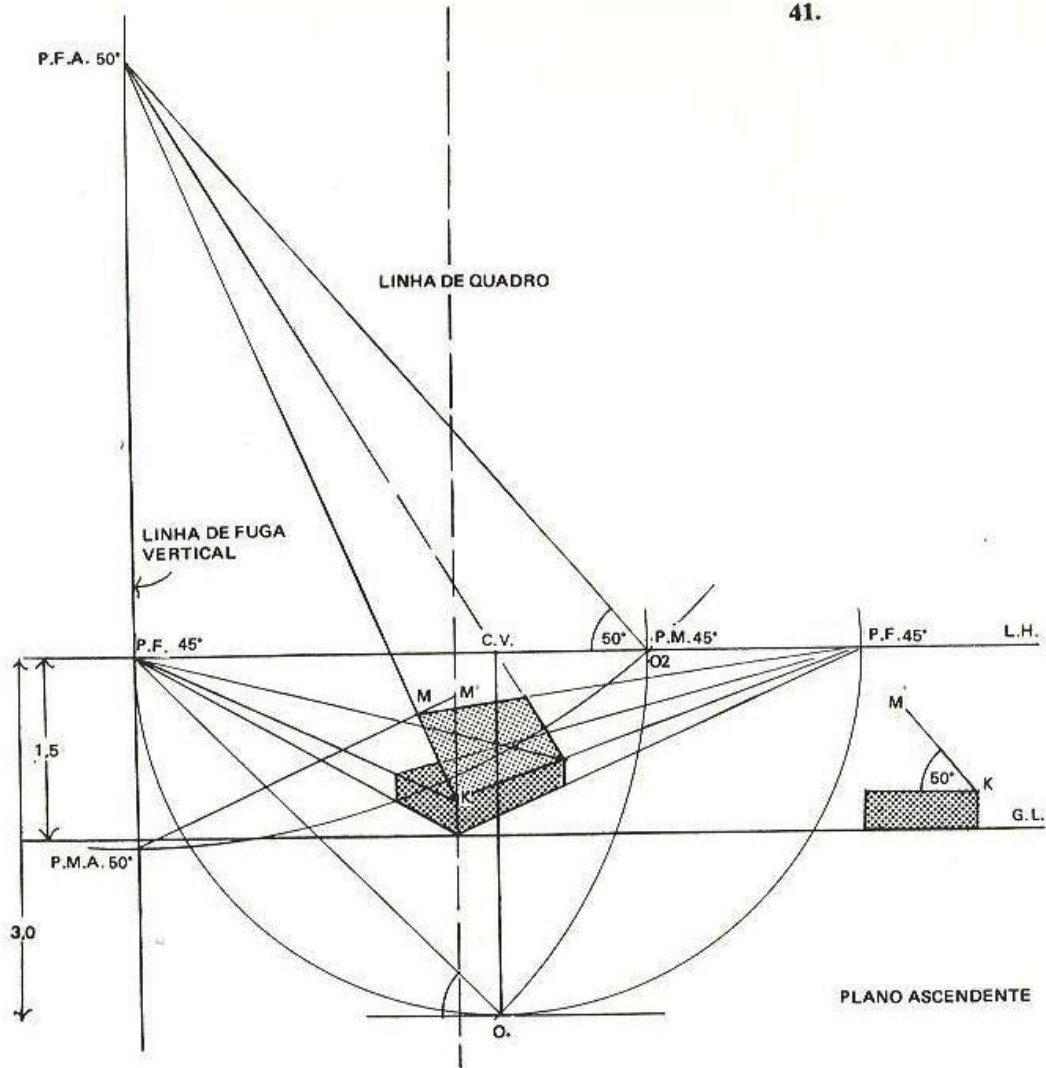 41.
P.F.A. 50°
LINHA DE QUADRO
LINHA DE FUGA
VERTICAL
P.F. 45°
C.V.
50°
P.M. 45°
P.F. 45°
L.H.
O2
M
M'
M'
1,5
50°
K
K
G.L.
P.M.A. 50°
3,0
PLANO ASCENDENTE
O.